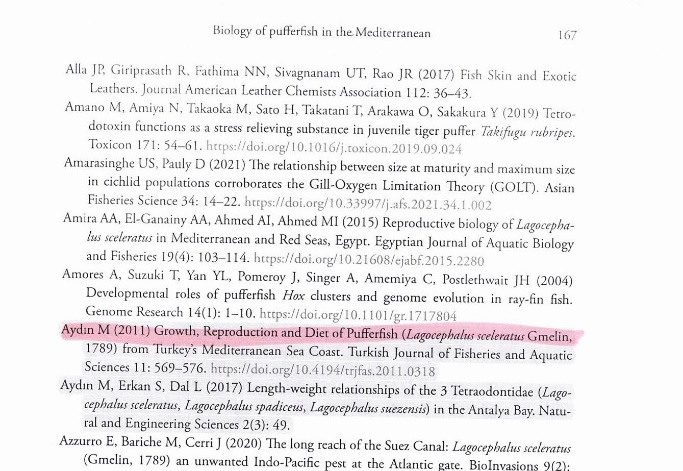 Biology of pufferfish in the Mediterranean 167
Alla JP, Giriprasath R, Fathima NN, Sivagnanam UT, Rao JR (2017) Fish Skin and Exotic
Leathers. Journal American Leather Chemists Association 112: 36–43.
Amano M, Amiya N, Takaoka M, Sato H, Takatani T, Arakawa O, Sakakura Y (2019) Tetro-
dotoxin functions as a stress relieving substance in juvenile tiger puffer Takifugu rubripes.
Toxicon 171: 54–61. https://doi.org/10.1016/j.toxicon.2019.09.024
Amarasinghe US, Pauly D (2021) The relationship between size at maturity and maximum size
in cichlid populations corroborates the Gill-Oxygen Limitation Theory (GOLT). Asian
Fisheries Science 34: 14–22. https://doi.org/10.33997/j.afs.2021.34.1.002
Amira AA, El-Ganainy AA, Ahmed AI, Ahmed MI (2015) Reproductive biology of Lagocepha-
lus sceleratus in Mediterranean and Red Seas, Egypt. Egyptian Journal of Aquatic Biology
and Fisheries 19(4): 103–114. https://doi.org/10.21608/ejabf.2015.2280
Amores A, Suzuki T, Yan YL, Pomeroy J, Singer A, Amemiya C, Postlethwait JH (2004)
Developmental roles of pufferfish Hox clusters and genome evolution in ray-fin fish.
Genome Research 14(1): 1–10. https://doi.org/10.1101/gr.1717804
Aydın M (2011) Growth, Reproduction and Diet of Pufferfish (Lagocephalus sceleratus Gmelin,
1789) from Turkey's Mediterranean Sea Coast. Turkish Journal of Fisheries and Aquatic
Sciences 11: 569–576. https://doi.org/10.4194/trjfas.2011.0318
Aydın M, Erkan S, Dal L (2017) Length-weight relationships of the 3 Tetraodontidae (Lago-
cephalus sceleratus, Lagocephalus spadiceus, Lagocephalus suezensis) in the Antalya Bay. Natu-
ral and Engineering Sciences 2(3): 49.
Azzurro E, Bariche M, Cerri J (2020) The long reach of the Suez Canal: Lagocephalus sceleratus
(Gmelin, 1789) an unwanted Indo-Pacific pest at the Atlantic gate. BioInvasions 9(2):